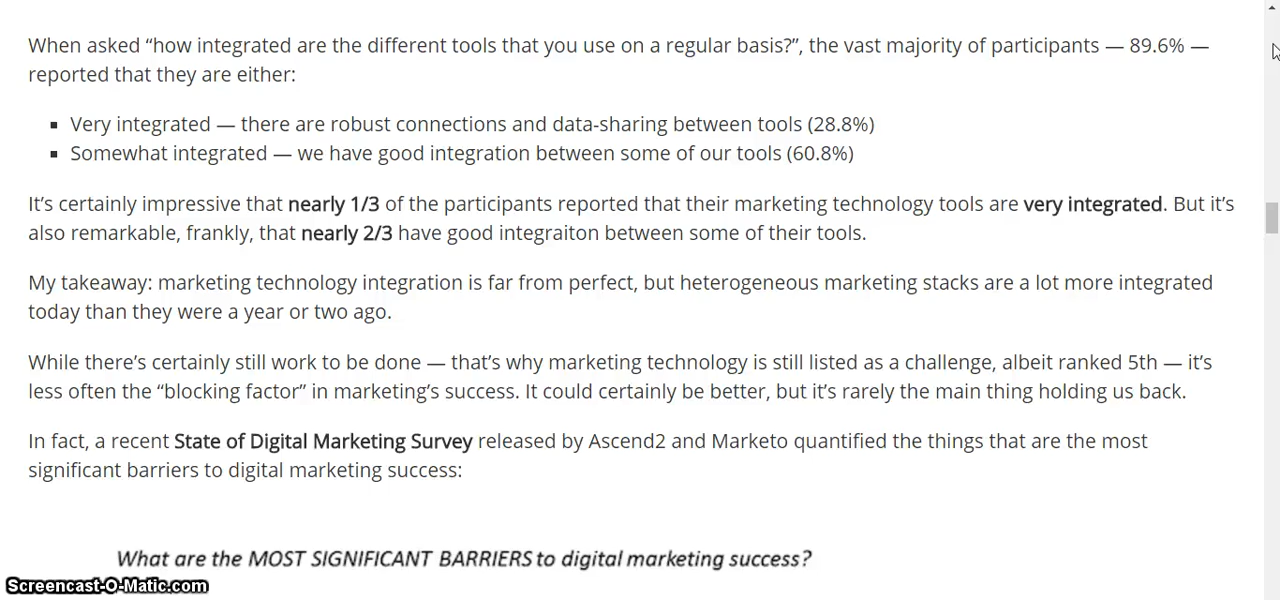 When asked “how integrated are the different tools that you use on a regular basis?”, the vast majority of participants — 89.6% —
reported that they are either:
▪ Very integrated — there are robust connections and data-sharing between tools (28.8%)
▪ Somewhat integrated — we have good integration between some of our tools (60.8%)
It’s certainly impressive that nearly 1/3 of the participants reported that their marketing technology tools are very integrated. But it’s
also remarkable, frankly, that nearly 2/3 have good integraiton between some of their tools.
My takeaway: marketing technology integration is far from perfect, but heterogeneous marketing stacks are a lot more integrated
today than they were a year or two ago.
While there’s certainly still work to be done — that’s why marketing technology is still listed as a challenge, albeit ranked 5th — it’s
less often the “blocking factor” in marketing’s success. It could certainly be better, but it’s rarely the main thing holding us back.
In fact, a recent State of Digital Marketing Survey released by Ascend2 and Marketo quantified the things that are the most
significant barriers to digital marketing success:
What are the MOST SIGNIFICANT BARRIERS to digital marketing success?
Screencast-O-Matic.com